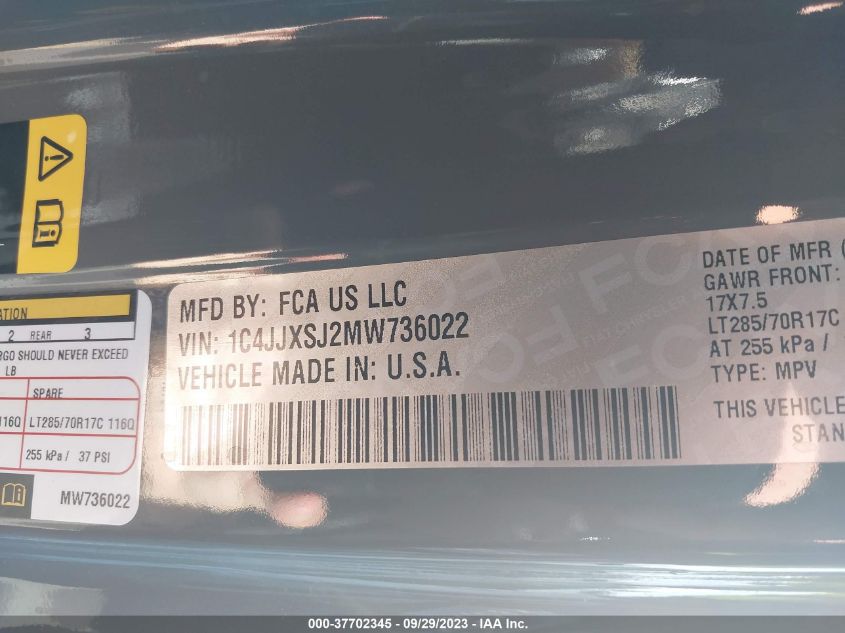 MFD BY: FCA US LLC
VIN: 1C4JJXSJ2MW736022
VEHICLE MADE IN: U.S.A.
DATE OF MFR (
GAWR FRONT:
17X7.5
LT285/70R17C
AT 255 kPa /
TYPE: MPV
THIS VEHICLE
STAN
ATION
2 REAR 3
RGO SHOULD NEVER EXCEED
LB
SPARE
116Q LT285/70R17C 116Q
255 kPa / 37 PSI
MW736022
000-37702345 - 09/29/2023 - IAA Inc.